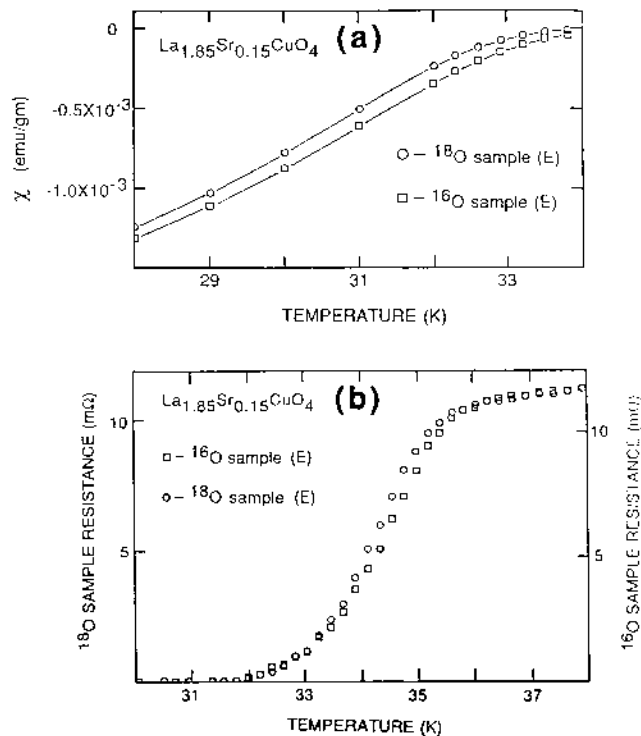 La1.85Sr0.15CuO4 (a)
0
-0.5X10-3
-1.0X10-3
χ (emu/gm)
○ – 18O sample (E)
□ – 16O sample (E)
29 31 33
TEMPERATURE (K)
La1.85Sr0.15CuO4 (b)
□ – 16O sample (E)
○ – 18O sample (E)
10
5
10
5
18O SAMPLE RESISTANCE (mΩ)
16O SAMPLE RESISTANCE (mΩ)
31 33 35 37
TEMPERATURE (K)